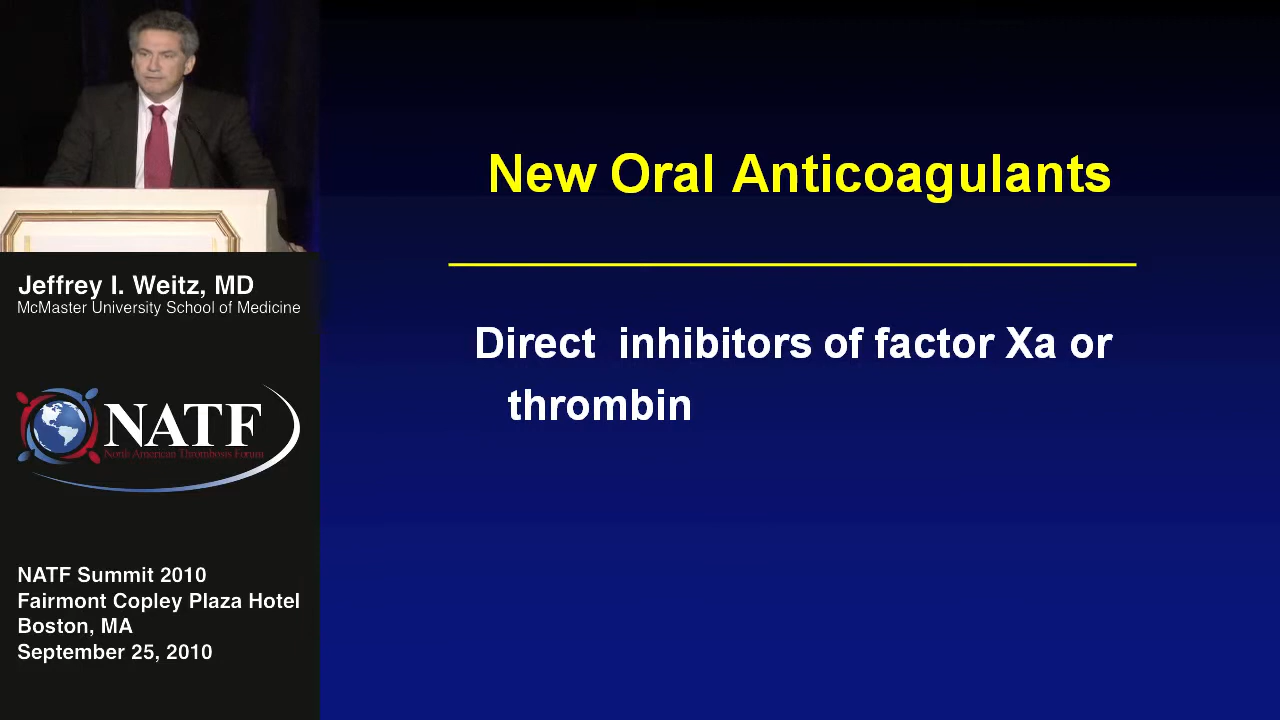 New Oral Anticoagulants
Direct inhibitors of factor Xa or
thrombin
Jeffrey I. Weitz, MD
McMaster University School of Medicine
NATF
North American Thrombosis Forum
NATF Summit 2010
Fairmont Copley Plaza Hotel
Boston, MA
September 25, 2010